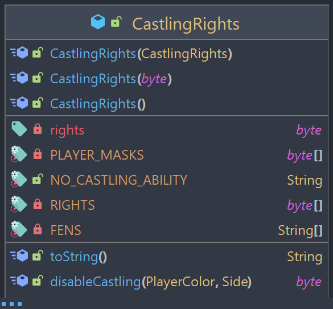 CastlingRights
CastlingRights(CastlingRights)
CastlingRights(byte)
CastlingRights()
rights byte
PLAYER_MASKS byte[]
NO_CASTLING_ABILITY String
RIGHTS byte[]
FENS String[]
toString() String
disableCastling(PlayerColor, Side) byte